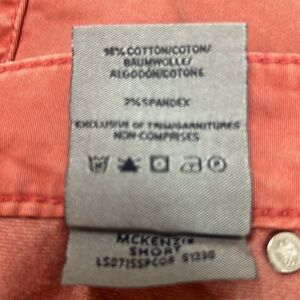 98% COTTON/COTON/
BAUMWOLLE/
ALGODON/COTONE
2% SPANDEX
EXCLUSIVE OF TRIM/GARNITURES
NON-COMPRISES
MCKENZIE
SHORT